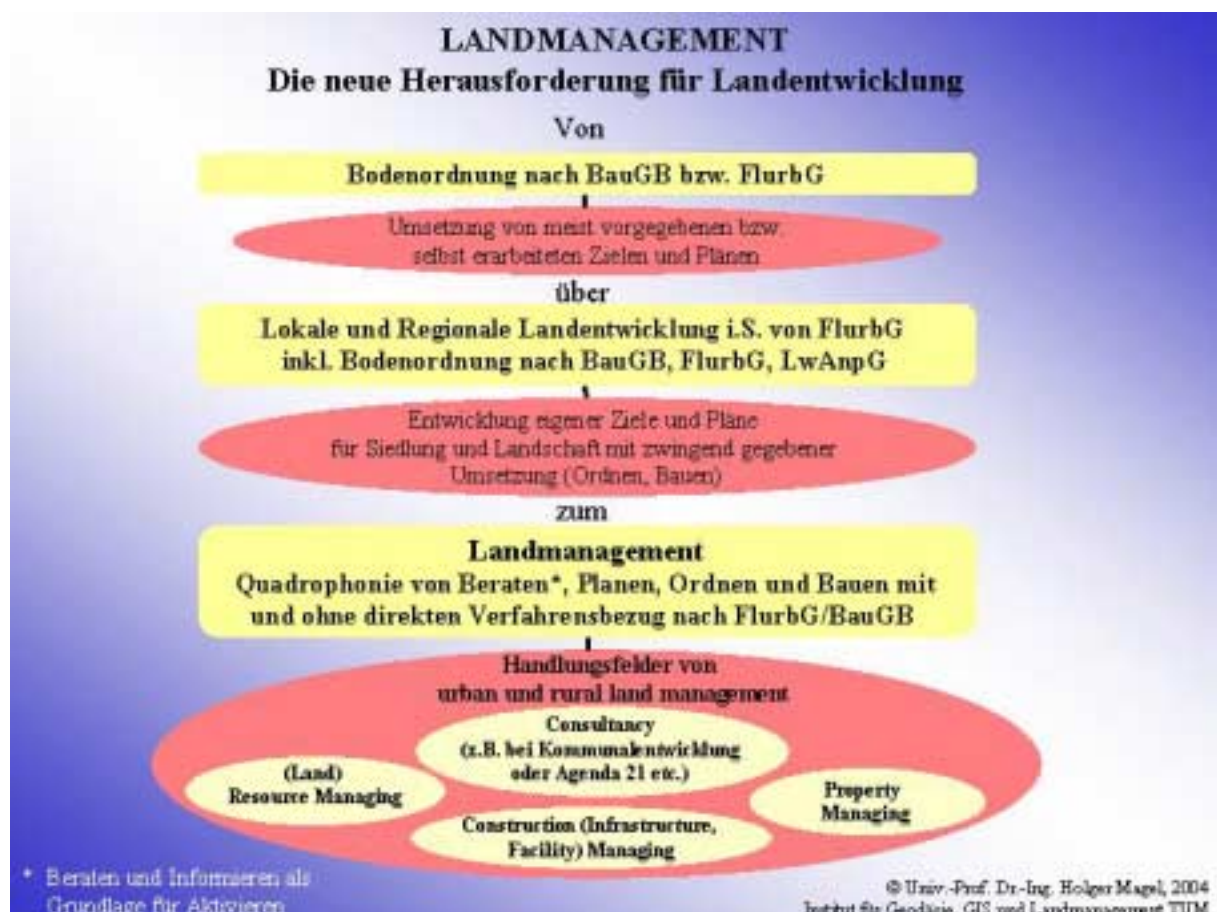 LANDMANAGEMENT
Die neue Herausforderung für Landentwicklung
Von
Bodenordnung nach BauGB bzw. FlurbG
Umsetzung von meist vorgegebenen bzw.
selbst erarbeiteten Zielen und Plänen
über
Lokale und Regionale Landentwicklung i.S. von FlurbG
inkl. Bodenordnung nach BauGB, FlurbG, LwAnpG
Entwicklung eigener Ziele und Pläne
für Siedlung und Landschaft mit zwingend gegebener
Umsetzung (Ordnen, Bauen)
zum
Landmanagement
Quadrophonie von Beraten*, Planen, Ordnen und Bauen mit
und ohne direkten Verfahrensbezug nach FlurbG/BauGB
Handlungsfelder von
urban und rural land management
Consultancy
(z.B. bei Kommunalentwicklung
oder Agenda 21 etc.)
(Land)
Resource Managing
Property
Managing
Construction (Infrastructure,
Facility) Managing
* Beraten und Informieren als
Grundlage für Aktivieren
© Univ.-Prof. Dr.-Ing. Holger Magel, 2004
Institut für Geodäsie, GIS und Landmanagement TUM